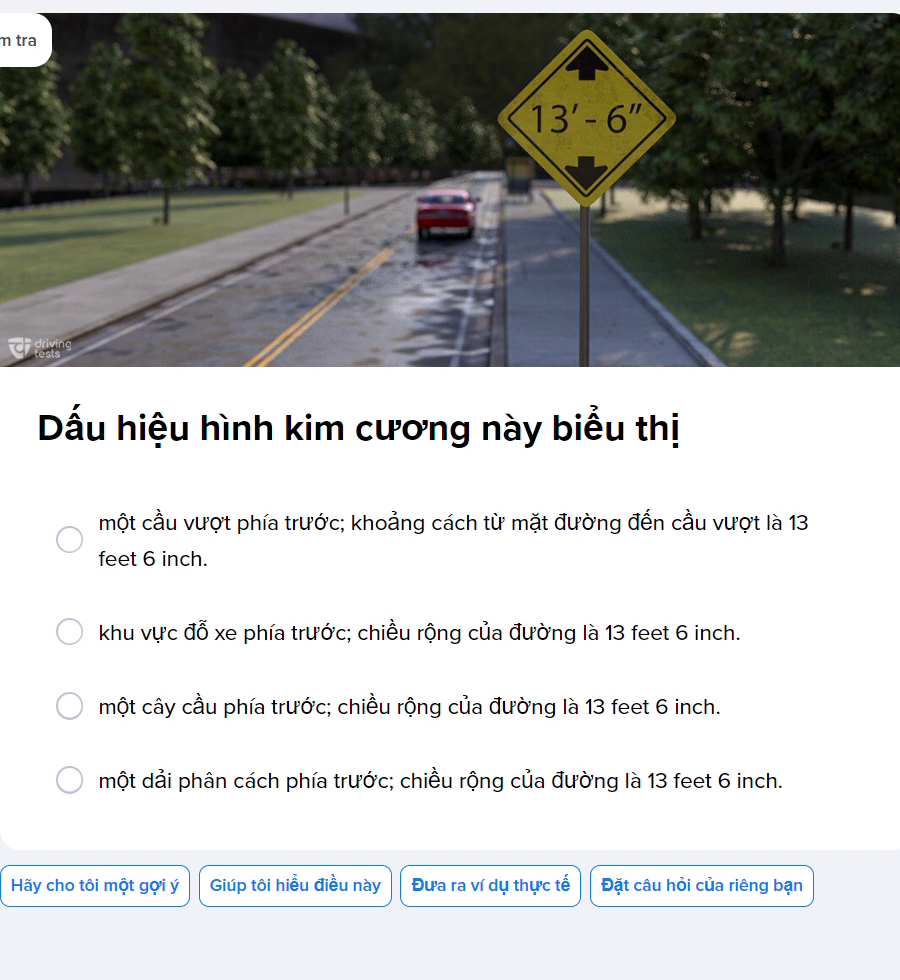 m tra
13’ - 6”
driving
tests
Dấu hiệu hình kim cương này biểu thị
một cầu vượt phía trước; khoảng cách từ mặt đường đến cầu vượt là 13
feet 6 inch.
khu vực đỗ xe phía trước; chiều rộng của đường là 13 feet 6 inch.
một cây cầu phía trước; chiều rộng của đường là 13 feet 6 inch.
một dải phân cách phía trước; chiều rộng của đường là 13 feet 6 inch.
Hãy cho tôi một gợi ý
Giúp tôi hiểu điều này
Đưa ra ví dụ thực tế
Đặt câu hỏi của riêng bạn